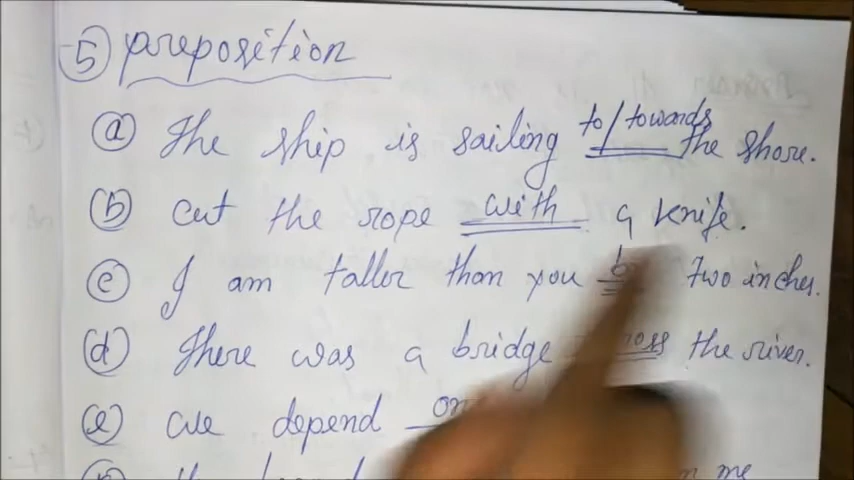 5 preposition
a The ship is sailing to/towards the shore.
b cut the rope with a knife.
c I am taller than you two inches.
d There was a bridge the river.
e we depend on
me